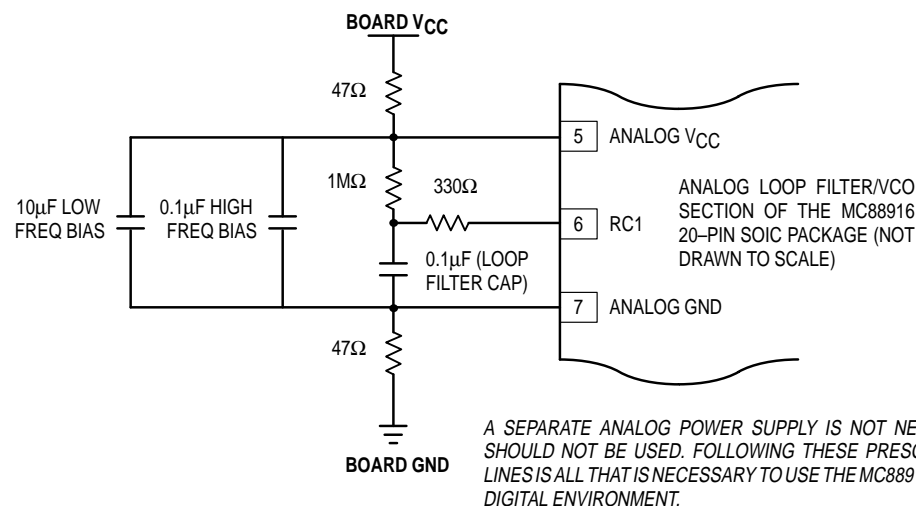 BOARD VCC
47Ω
5 ANALOG VCC
1MΩ
330Ω
10µF LOW
FREQ BIAS
0.1µF HIGH
FREQ BIAS
6 RC1
ANALOG LOOP FILTER/VCO
SECTION OF THE MC88916
20–PIN SOIC PACKAGE (NOT
DRAWN TO SCALE)
0.1µF (LOOP
FILTER CAP)
7 ANALOG GND
47Ω
BOARD GND
A SEPARATE ANALOG POWER SUPPLY IS NOT NE
SHOULD NOT BE USED. FOLLOWING THESE PRESC
LINES IS ALL THAT IS NECESSARY TO USE THE MC889
DIGITAL ENVIRONMENT.